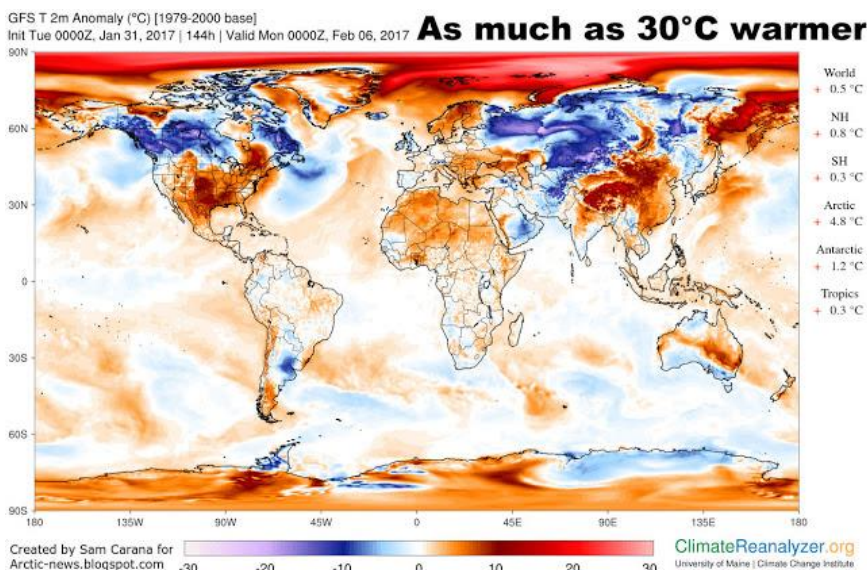 GFS T 2m Anomaly (°C) [1979-2000 base]
Init Tue 0000Z, Jan 31, 2017 | 144h | Valid Mon 0000Z, Feb 06, 2017
As much as 30°C warmer
90N
60N
30N
0
30S
60S
90S
180 135W 90W 45W 0 45E 90E 135E 180
World
+ 0.5 °C
NH
+ 0.8 °C
SH
+ 0.3 °C
Arctic
+ 4.8 °C
Antarctic
+ 1.2 °C
Tropics
+ 0.3 °C
Created by Sam Carana for
Arctic-news.blogspot.com
-30 -20 -10 0 10 20 30
ClimateReanalyzer.org
University of Maine | Climate Change Institute